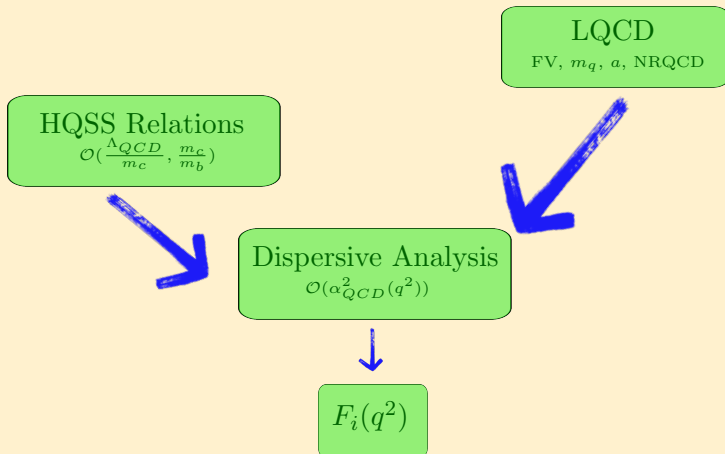 LQCD
FV, m_q, a, NRQCD
HQSS Relations
𝒪(Λ_QCD/m_c, m_c/m_b)
Dispersive Analysis
𝒪(α²_QCD(q²))
F_i(q²)